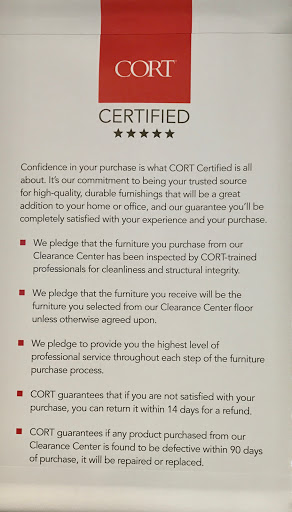 CORT
CERTIFIED
Confidence in your purchase is what CORT Certified is all
about. It's our commitment to being your trusted source
for high-quality, durable furnishings that will be a great
addition to your home or office, and our guarantee you'll be
completely satisfied with your experience and your purchase.
We pledge that the furniture you purchase from our
Clearance Center has been inspected by CORT-trained
professionals for cleanliness and structural integrity.
We pledge that the furniture you receive will be the
furniture you selected from our Clearance Center floor
unless otherwise agreed upon.
We pledge to provide you the highest level of
professional service throughout each step of the furniture
purchase process.
CORT guarantees that if you are not satisfied with your
purchase, you can return it within 14 days for a refund.
CORT guarantees if any product purchased from our
Clearance Center is found to be defective within 90 days
of purchase, it will be repaired or replaced.